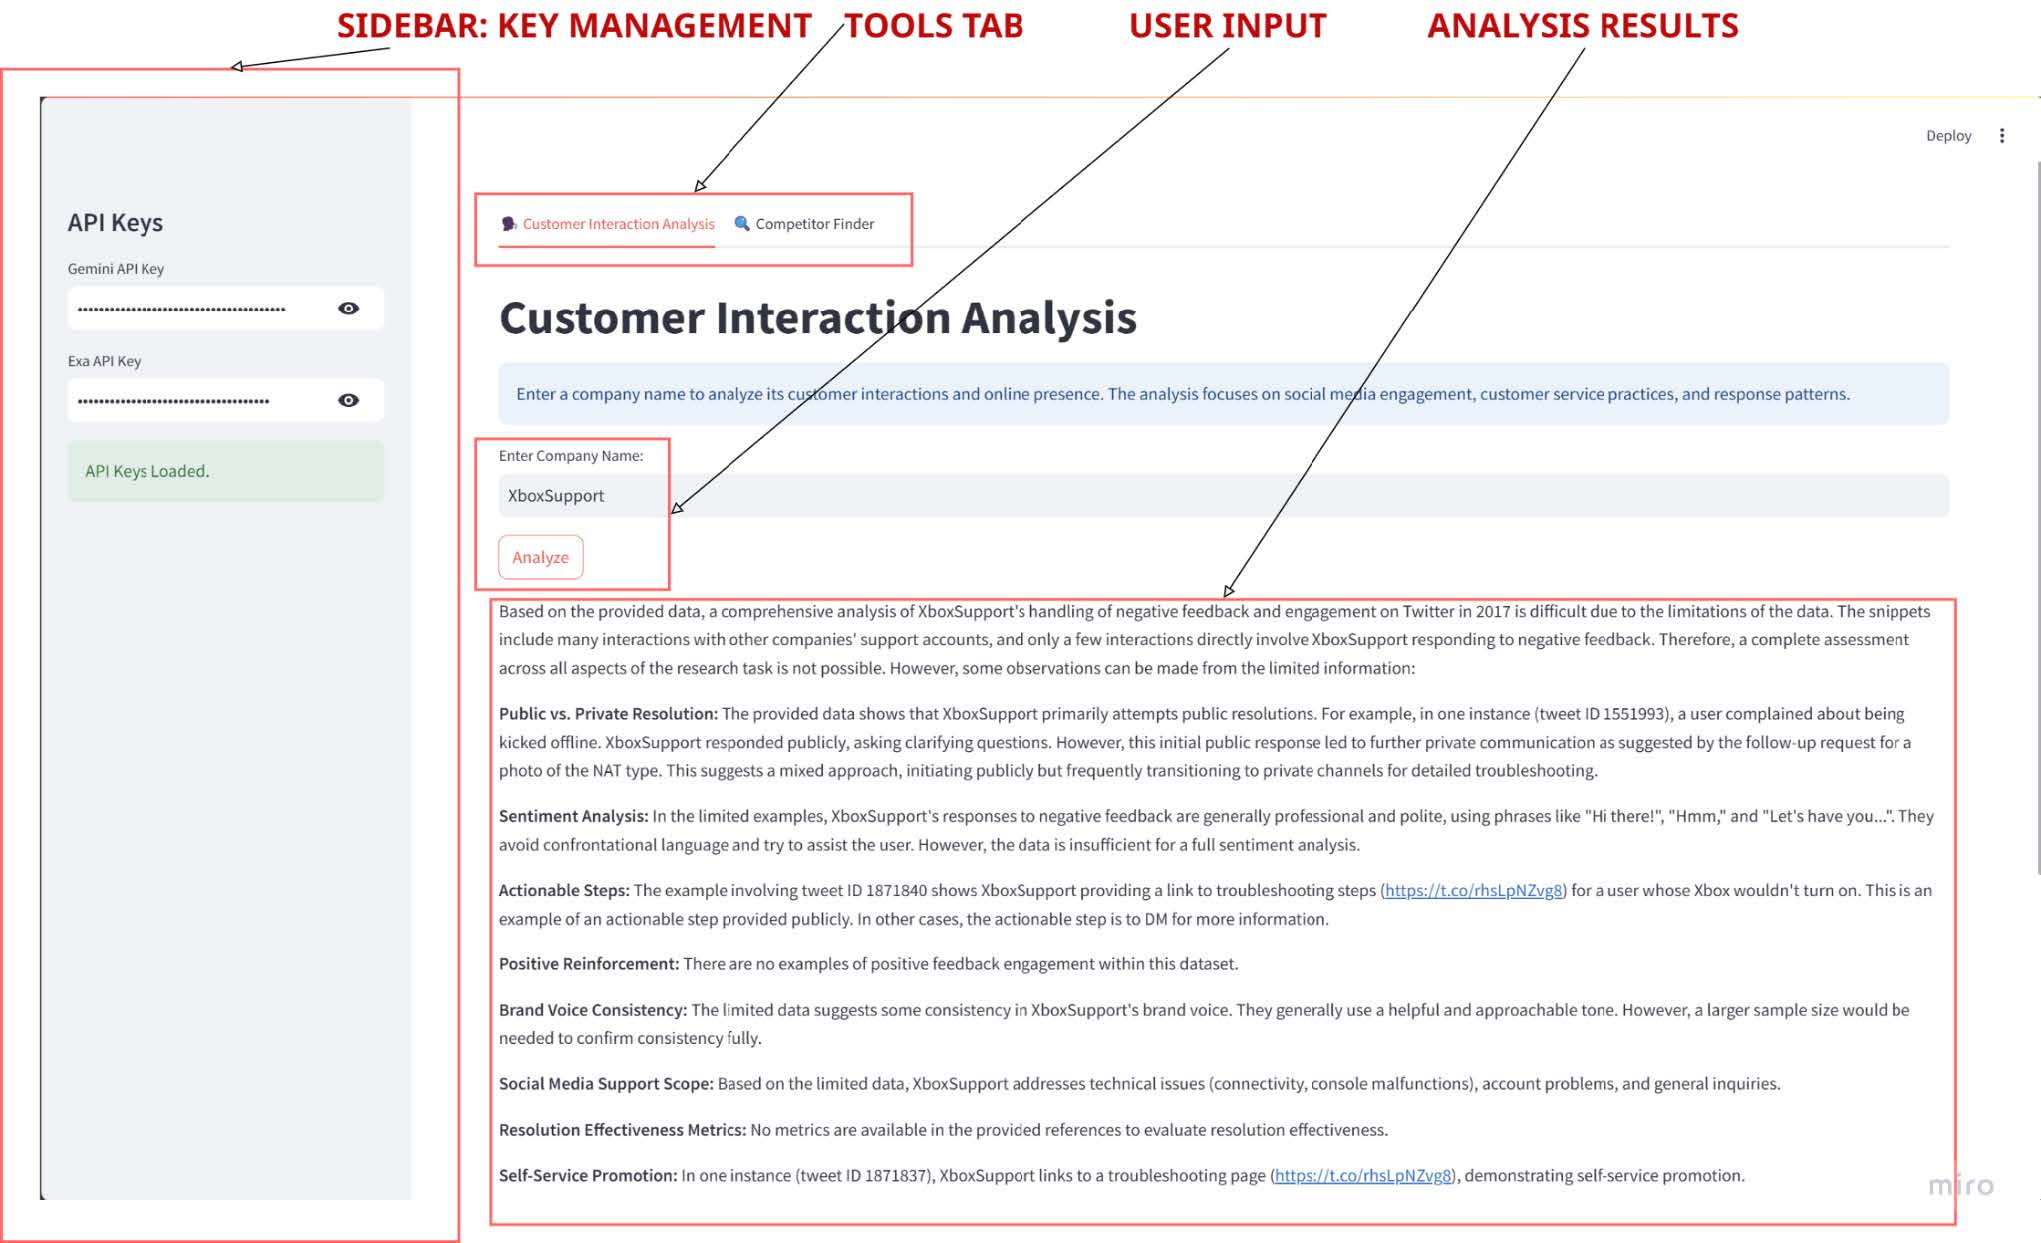 SIDEBAR: KEY MANAGEMENT
TOOLS TAB
USER INPUT
ANALYSIS RESULTS
Deploy
API Keys
Gemini API Key
Exa API Key
API Keys Loaded.
Customer Interaction Analysis
Competitor Finder
Customer Interaction Analysis
Enter a company name to analyze its customer interactions and online presence. The analysis focuses on social media engagement, customer service practices, and response patterns.
Enter Company Name:
XboxSupport
Analyze
Based on the provided data, a comprehensive analysis of XboxSupport's handling of negative feedback and engagement on Twitter in 2017 is difficult due to the limitations of the data. The snippets
include many interactions with other companies' support accounts, and only a few interactions directly involve XboxSupport responding to negative feedback. Therefore, a complete assessment
across all aspects of the research task is not possible. However, some observations can be made from the limited information:
Public vs. Private Resolution: The provided data shows that XboxSupport primarily attempts public resolutions. For example, in one instance (tweet ID 1551993), a user complained about being
kicked offline. XboxSupport responded publicly, asking clarifying questions. However, this initial public response led to further private communication as suggested by the follow-up request for a
photo of the NAT type. This suggests a mixed approach, initiating publicly but frequently transitioning to private channels for detailed troubleshooting.
Sentiment Analysis: In the limited examples, XboxSupport's responses to negative feedback are generally professional and polite, using phrases like "Hi there!", "Hmm," and "Let's have you...". They
avoid confrontational language and try to assist the user. However, the data is insufficient for a full sentiment analysis.
Actionable Steps: The example involving tweet ID 1871840 shows XboxSupport providing a link to troubleshooting steps (https://t.co/rhsLpNZvg8) for a user whose Xbox wouldn't turn on. This is an
example of an actionable step provided publicly. In other cases, the actionable step is to DM for more information.
Positive Reinforcement: There are no examples of positive feedback engagement within this dataset.
Brand Voice Consistency: The limited data suggests some consistency in XboxSupport's brand voice. They generally use a helpful and approachable tone. However, a larger sample size would be
needed to confirm consistency fully.
Social Media Support Scope: Based on the limited data, XboxSupport addresses technical issues (connectivity, console malfunctions), account problems, and general inquiries.
Resolution Effectiveness Metrics: No metrics are available in the provided references to evaluate resolution effectiveness.
Self-Service Promotion: In one instance (tweet ID 1871837), XboxSupport links to a troubleshooting page (https://t.co/rhsLpNZvg8), demonstrating self-service promotion.
miro